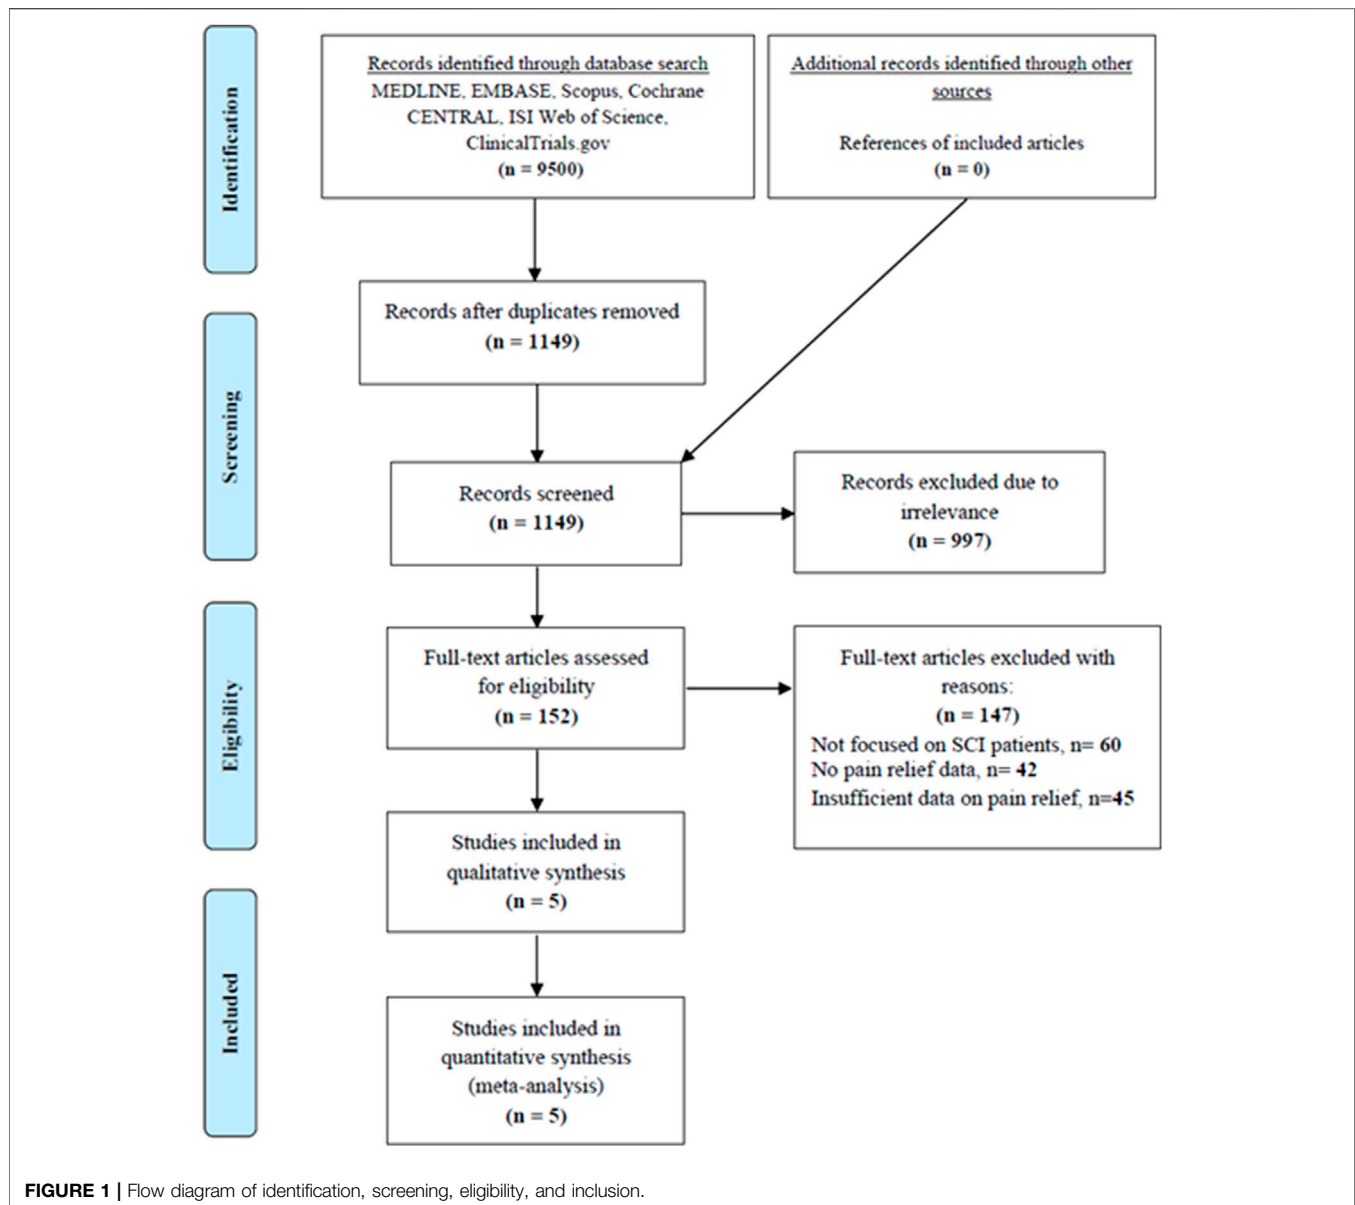 Identification
Records identified through database search
MEDLINE, EMBASE, Scopus, Cochrane
CENTRAL, ISI Web of Science,
ClinicalTrials.gov
(n = 9500)
Additional records identified through other
sources
References of included articles
(n = 0)
Records after duplicates removed
(n = 1149)
Screening
Records screened
(n = 1149)
Records excluded due to
irrelevance
(n = 997)
Eligibility
Full-text articles assessed
for eligibility
(n = 152)
Full-text articles excluded with
reasons:
(n = 147)
Not focused on SCI patients, n= 60
No pain relief data, n= 42
Insufficient data on pain relief, n=45
Studies included in
qualitative synthesis
(n = 5)
Included
Studies included in
quantitative synthesis
(meta-analysis)
(n = 5)
FIGURE 1 | Flow diagram of identification, screening, eligibility, and inclusion.